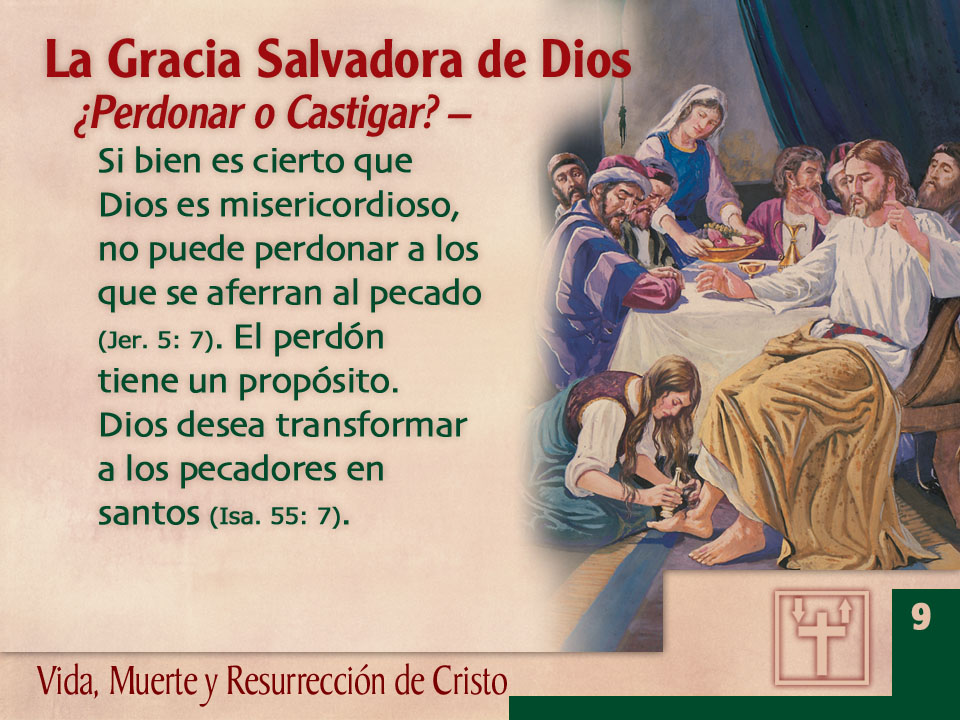 La Gracia Salvadora de Dios
¿Perdonar o Castigar? –
Si bien es cierto que
Dios es misericordioso,
no puede perdonar a los
que se aferran al pecado
(Jer. 5: 7). El perdón
tiene un propósito.
Dios desea transformar
a los pecadores en
santos (Isa. 55: 7).
9
Vida, Muerte y Resurrección de Cristo